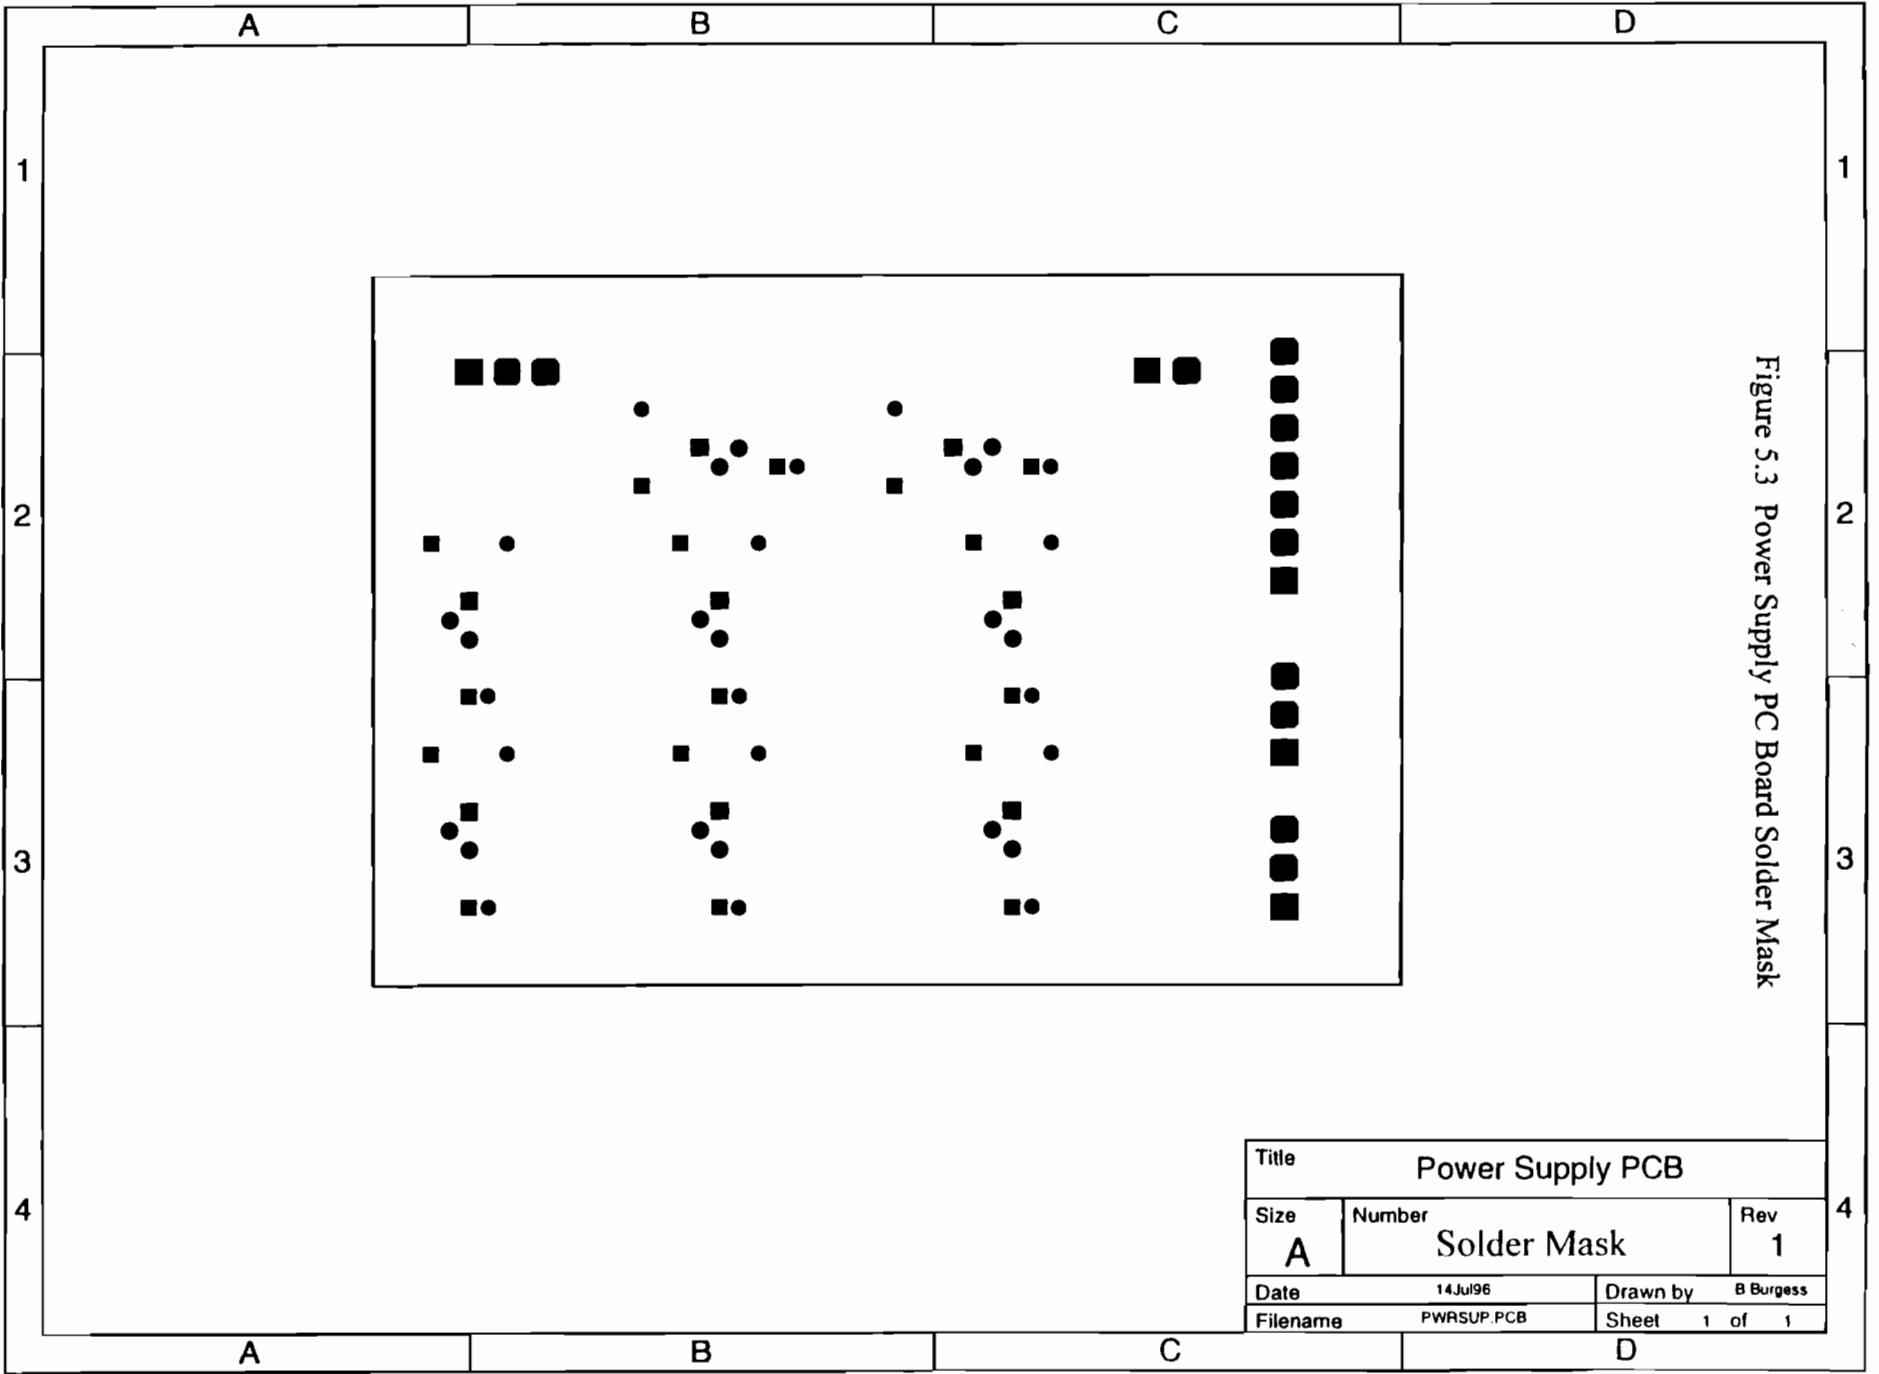 A B C D
1 1
2 2
3 3
4 4
Figure 5.3 Power Supply PC Board Solder Mask
Title
Power Supply PCB
Size
A
Number
Solder Mask
Rev
1
Date 14Jul96 Drawn by B Burgess
Filename PWRSUP.PCB Sheet 1 of 1
A B C D